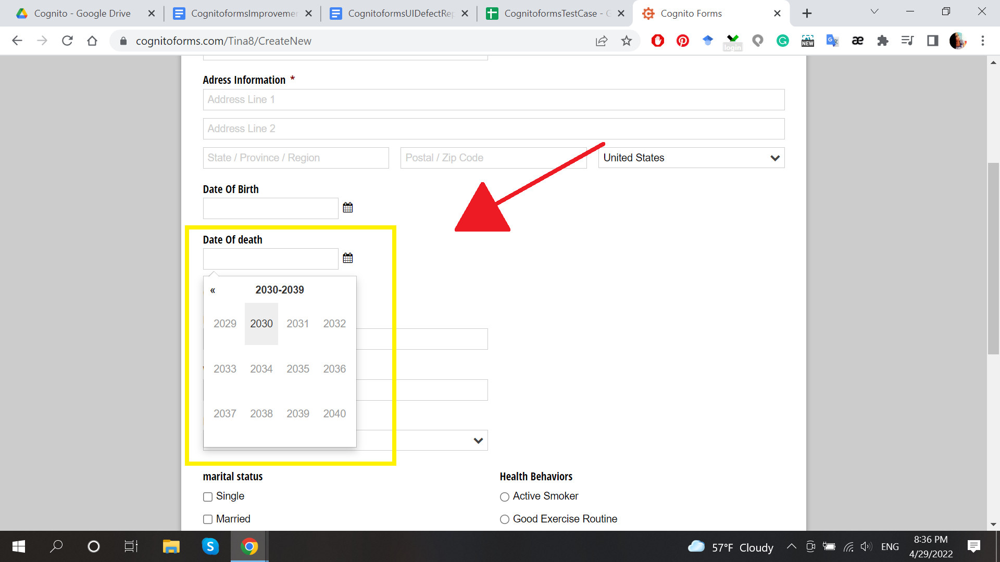 Cognito - Google Drive
CognitoformsImprovemen
CognitoformsUIDefectRep
CognitoformsTestCase - G
Cognito Forms
cognitoforms.com/Tina8/CreateNew
login
NEW
Adress Information *
Address Line 1
Address Line 2
State / Province / Region
Postal / Zip Code
United States
Date Of Birth
Date Of death
« 2030-2039
2029 2030 2031 2032
2033 2034 2035 2036
2037 2038 2039 2040
marital status
Single
Married
Health Behaviors
Active Smoker
Good Exercise Routine
57°F Cloudy
ENG
8:36 PM
4/29/2022